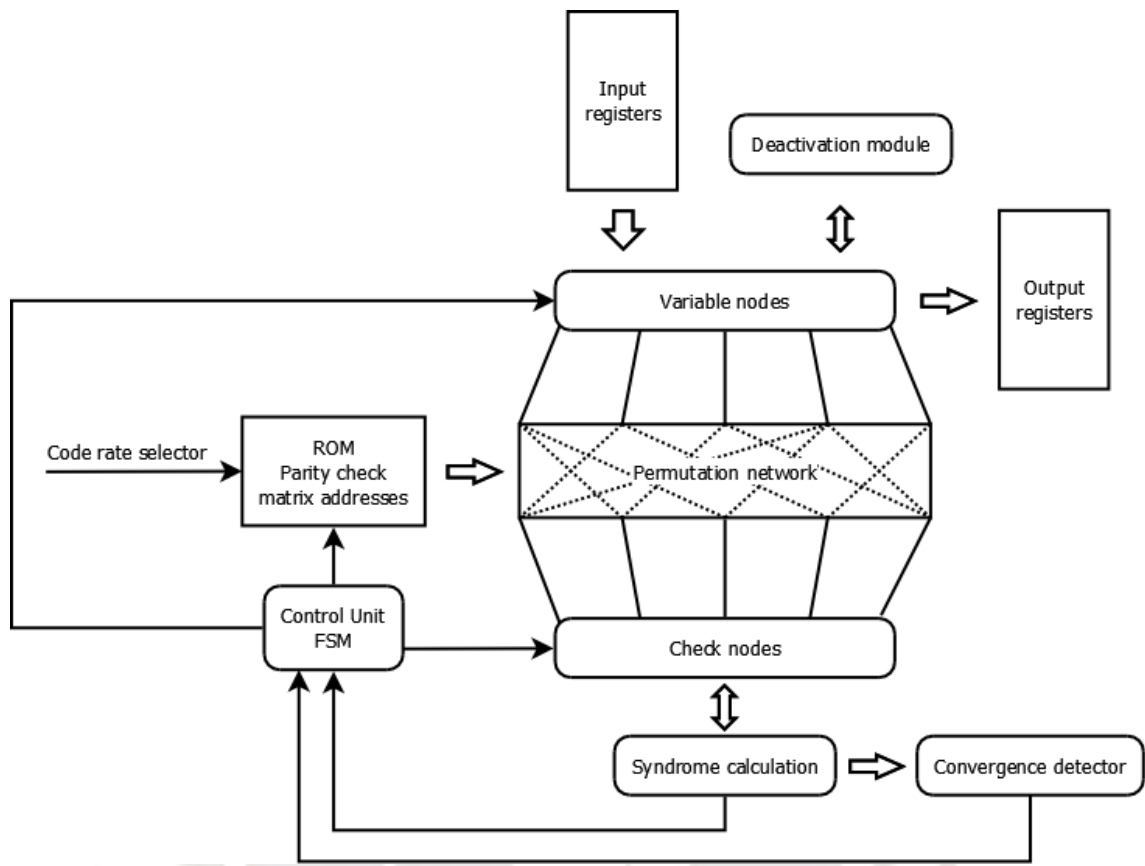 Input
registers
Deactivation module
Variable nodes
Output
registers
Code rate selector
ROM
Parity check
matrix addresses
Permutation network
Control Unit
FSM
Check nodes
Syndrome calculation
Convergence detector